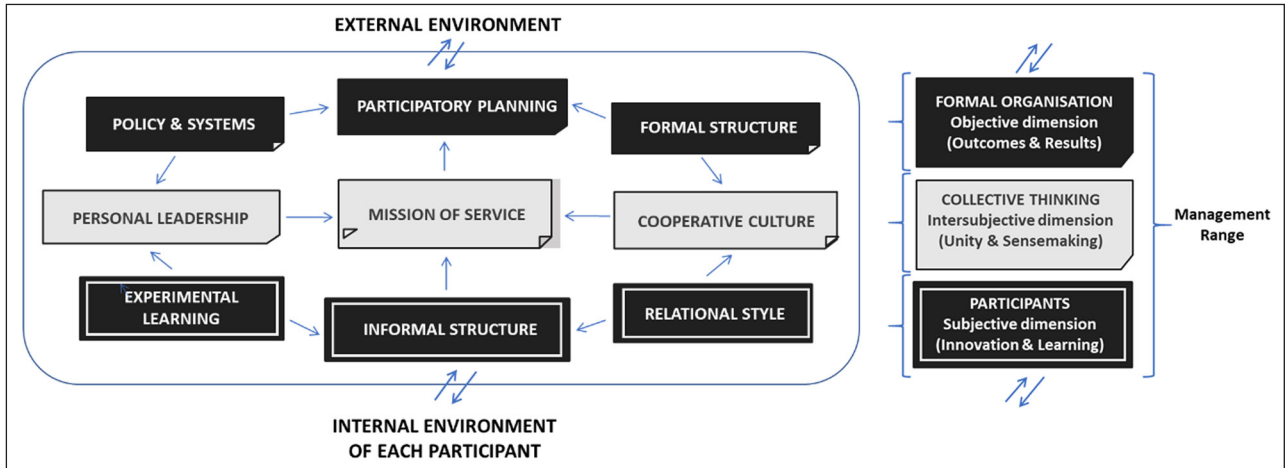 EXTERNAL ENVIRONMENT
PARTICIPATORY PLANNING
POLICY & SYSTEMS
FORMAL STRUCTURE
PERSONAL LEADERSHIP
MISSION OF SERVICE
COOPERATIVE CULTURE
EXPERIMENTAL
LEARNING
INFORMAL STRUCTURE
RELATIONAL STYLE
INTERNAL ENVIRONMENT
OF EACH PARTICIPANT
FORMAL ORGANISATION
Objective dimension
(Outcomes & Results)
COLLECTIVE THINKING
Intersubjective dimension
(Unity & Sensemaking)
PARTICIPANTS
Subjective dimension
(Innovation & Learning)
Management
Range